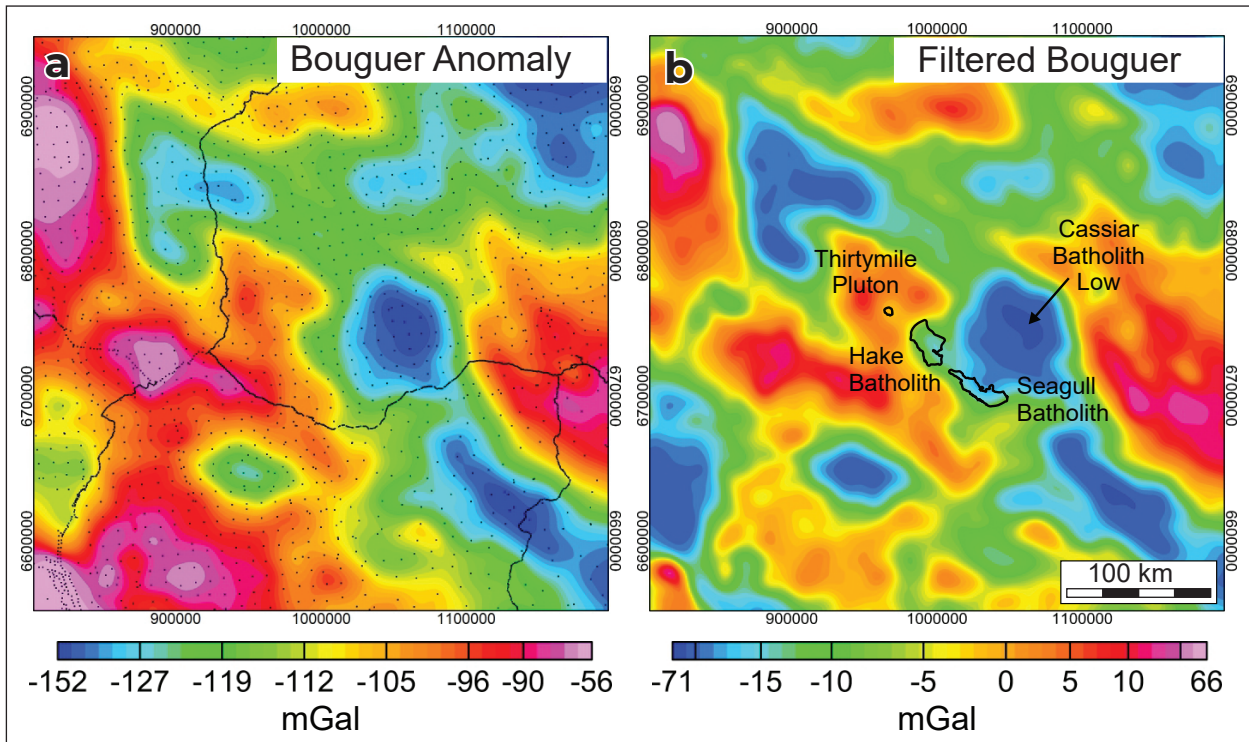 900000 1000000 1100000
a Bouguer Anomaly
6900000
6800000
6700000
6600000
6900000
6800000
6700000
6600000
900000 1000000 1100000
-152 -127 -119 -112 -105 -96 -90 -56
mGal
900000 1000000 1100000
b Filtered Bouguer
6900000
6800000
6700000
6600000
6900000
6800000
6700000
6600000
Thirtymile
Pluton
Cassiar
Batholith
Low
Hake
Batholith
Seagull
Batholith
100 km
900000 1000000 1100000
-71 -15 -10 -5 0 5 10 66
mGal